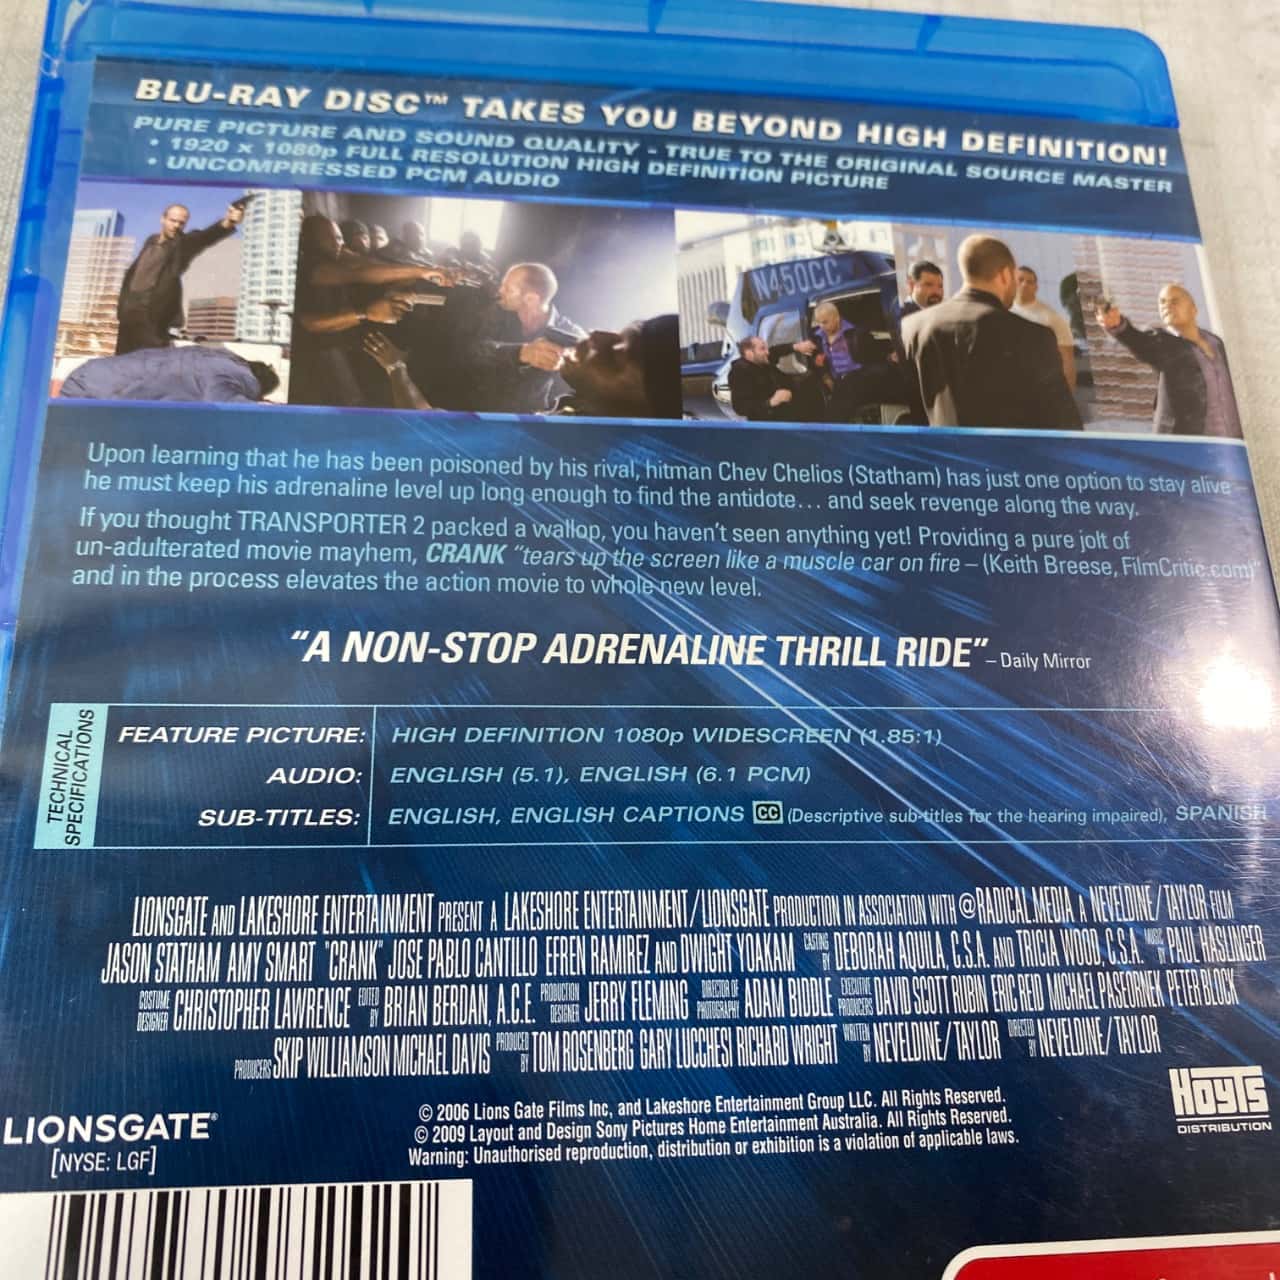 BLU-RAY DISC™ TAKES YOU BEYOND HIGH DEFINITION!
PURE PICTURE AND SOUND QUALITY - TRUE TO THE ORIGINAL SOURCE MASTER
• 1920 x 1080p FULL RESOLUTION HIGH DEFINITION PICTURE
• UNCOMPRESSED PCM AUDIO
N450CC
Upon learning that he has been poisoned by his rival, hitman Chev Chelios (Statham) has just one option to stay alive –
he must keep his adrenaline level up long enough to find the antidote... and seek revenge along the way.
If you thought TRANSPORTER 2 packed a wallop, you haven't seen anything yet! Providing a pure jolt of
un-adulterated movie mayhem, CRANK "tears up the screen like a muscle car on fire – (Keith Breese, FilmCritic.com)"
and in the process elevates the action movie to whole new level.
"A NON-STOP ADRENALINE THRILL RIDE" – Daily Mirror
TECHNICAL SPECIFICATIONS
FEATURE PICTURE: HIGH DEFINITION 1080p WIDESCREEN (1.85:1)
AUDIO: ENGLISH (5.1), ENGLISH (6.1 PCM)
SUB-TITLES: ENGLISH, ENGLISH CAPTIONS CC (Descriptive sub-titles for the hearing impaired), SPANISH
LIONSGATE AND LAKESHORE ENTERTAINMENT PRESENT A LAKESHORE ENTERTAINMENT/LIONSGATE PRODUCTION IN ASSOCIATION WITH @RADICAL.MEDIA A NEVELDINE/TAYLOR FILM
JASON STATHAM AMY SMART "CRANK" JOSE PABLO CANTILLO EFREN RAMIREZ AND DWIGHT YOAKAM CASTING BY DEBORAH AQUILA, C.S.A. AND TRICIA WOOD, C.S.A. MUSIC BY PAUL HASLINGER
COSTUME DESIGNER CHRISTOPHER LAWRENCE EDITED BY BRIAN BERDAN, A.C.E. PRODUCTION DESIGNER JERRY FLEMING DIRECTOR OF PHOTOGRAPHY ADAM BIDDLE EXECUTIVE PRODUCERS DAVID SCOTT RUBIN ERIC REID MICHAEL PASEORNEK PETER BLOCK
PRODUCERS SKIP WILLIAMSON MICHAEL DAVIS PRODUCED BY TOM ROSENBERG GARY LUCCHESI RICHARD WRIGHT WRITTEN BY NEVELDINE/TAYLOR DIRECTED BY NEVELDINE/TAYLOR
HOYTS
DISTRIBUTION
LIONSGATE®
[NYSE: LGF]
© 2006 Lions Gate Films Inc, and Lakeshore Entertainment Group LLC. All Rights Reserved.
© 2009 Layout and Design Sony Pictures Home Entertainment Australia. All Rights Reserved.
Warning: Unauthorised reproduction, distribution or exhibition is a violation of applicable laws.